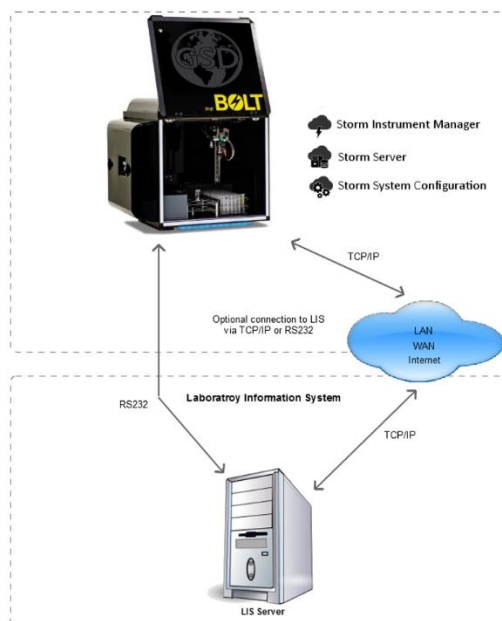 GSD
THE BOLT
Storm Instrument Manager
Storm Server
Storm System Configuration
TCP/IP
Optional connection to LIS
via TCP/IP or RS232
LAN
WAN
Internet
RS232
Laboratroy Information System
TCP/IP
LIS Server